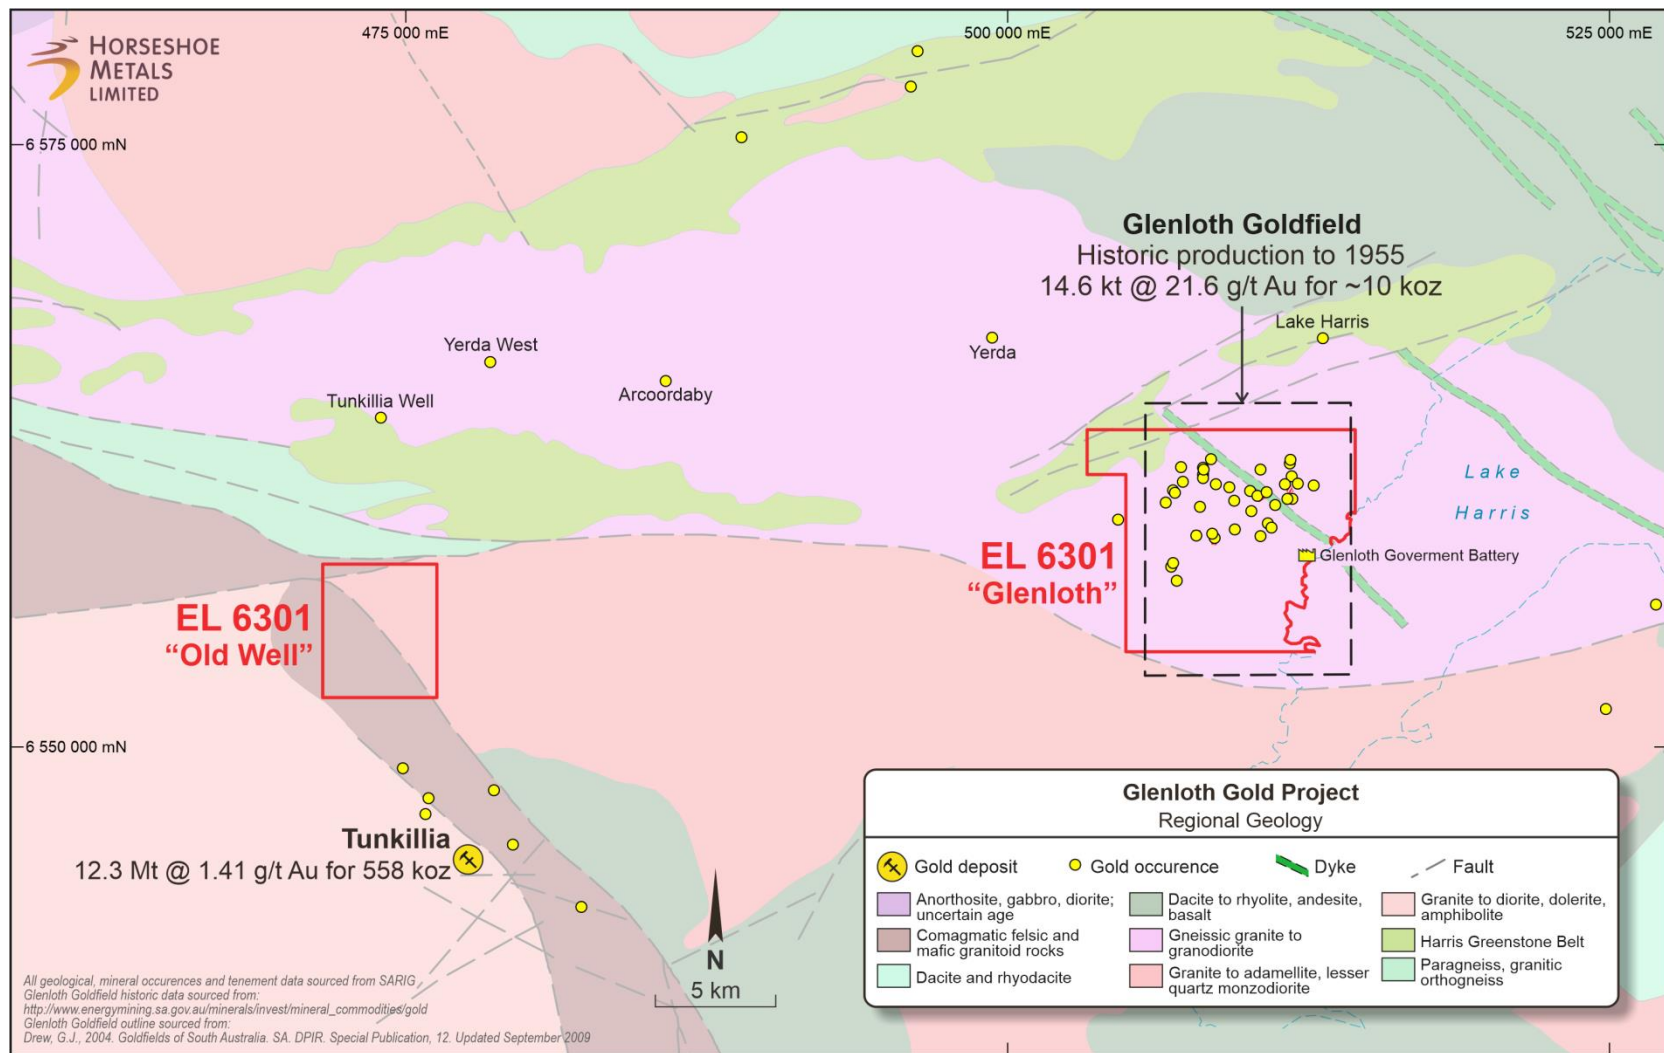 HORSESHOE
METALS
LIMITED
475 000 mE
500 000 mE
525 000 mE
6 575 000 mN
Glenloth Goldfield
Historic production to 1955
14.6 kt @ 21.6 g/t Au for ~10 koz
Lake Harris
Yerda West
Yerda
Arcoordaby
Tunkillia Well
Lake
Harris
EL 6301
“Glenloth”
Glenloth Goverment Battery
EL 6301
“Old Well”
6 550 000 mN
Tunkillia
12.3 Mt @ 1.41 g/t Au for 558 koz
N
5 km
Glenloth Gold Project
Regional Geology
Gold deposit
Gold occurence
Dyke
Fault
Anorthosite, gabbro, diorite;
uncertain age
Comagmatic felsic and
mafic granitoid rocks
Dacite and rhyodacite
Dacite to rhyolite, andesite,
basalt
Gneissic granite to
granodiorite
Granite to adamellite, lesser
quartz monzodiorite
Granite to diorite, dolerite,
amphibolite
Harris Greenstone Belt
Paragneiss, granitic
orthogneiss
All geological, mineral occurences and tenement data sourced from SARIG
Glenloth Goldfield historic data sourced from:
http://www.energymining.sa.gov.au/minerals/invest/mineral_commodities/gold
Glenloth Goldfield outline sourced from:
Drew, G.J., 2004. Goldfields of South Australia. SA. DPIR. Special Publication, 12. Updated September 2009